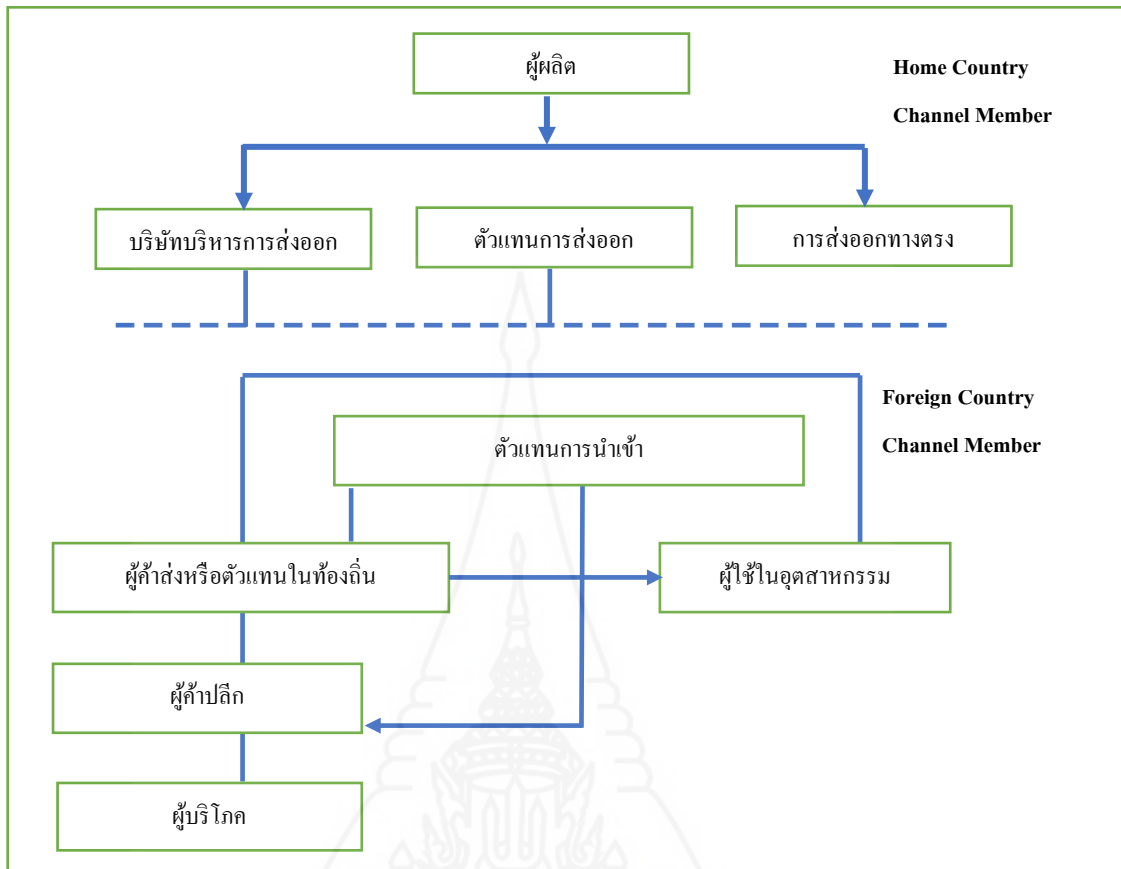 ผู้ผลิต
Home Country
Channel Member
บริษัทบริหารการส่งออก
ตัวแทนการส่งออก
การส่งออกทางตรง
Foreign Country
Channel Member
ตัวแทนการนำเข้า
ผู้ค้าส่งหรือตัวแทนในท้องถิ่น
ผู้ใช้ในอุตสาหกรรม
ผู้ค้าปลีก
ผู้บริโภค